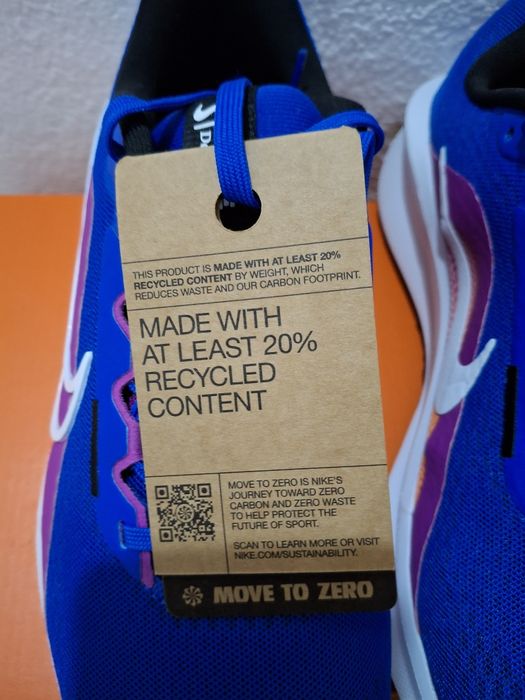 THIS PRODUCT IS MADE WITH AT LEAST 20%
RECYCLED CONTENT BY WEIGHT, WHICH
REDUCES WASTE AND OUR CARBON FOOTPRINT.
MADE WITH
AT LEAST 20%
RECYCLED
CONTENT
MOVE TO ZERO IS NIKE'S
JOURNEY TOWARD ZERO
CARBON AND ZERO WASTE
TO HELP PROTECT THE
FUTURE OF SPORT.
SCAN TO LEARN MORE OR VISIT
NIKE.COM/SUSTAINABILITY.
MOVE TO ZERO